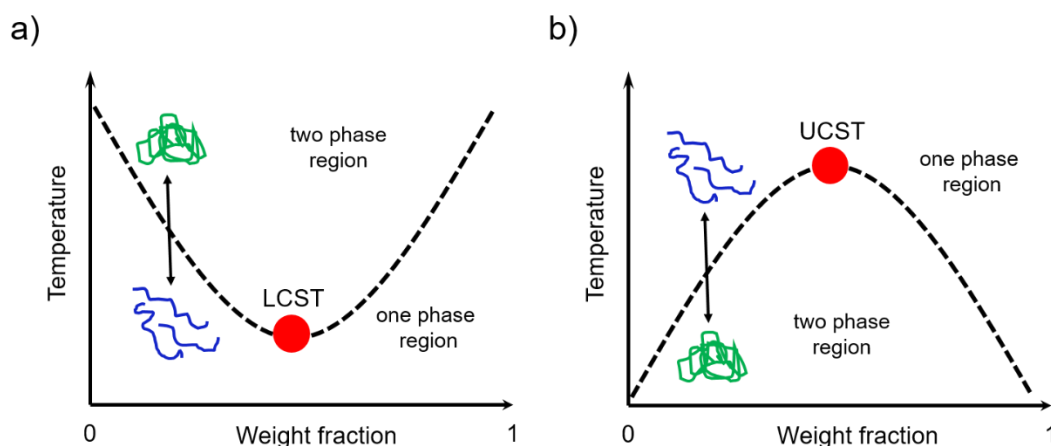 a)
Temperature
two phase
region
LCST
one phase
region
0
Weight fraction
1
b)
Temperature
UCST
one phase
region
two phase
region
0
Weight fraction
1